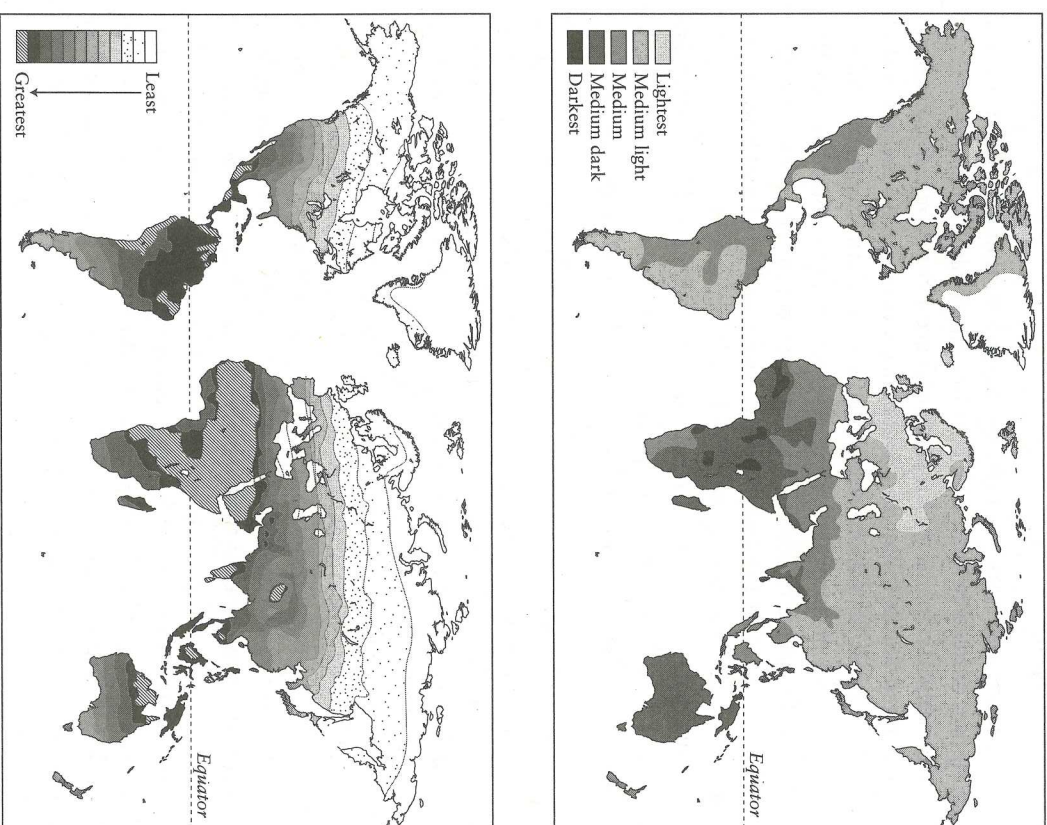 Least
Greatest
Equator
Lightest
Medium light
Medium
Medium dark
Darkest
Equator